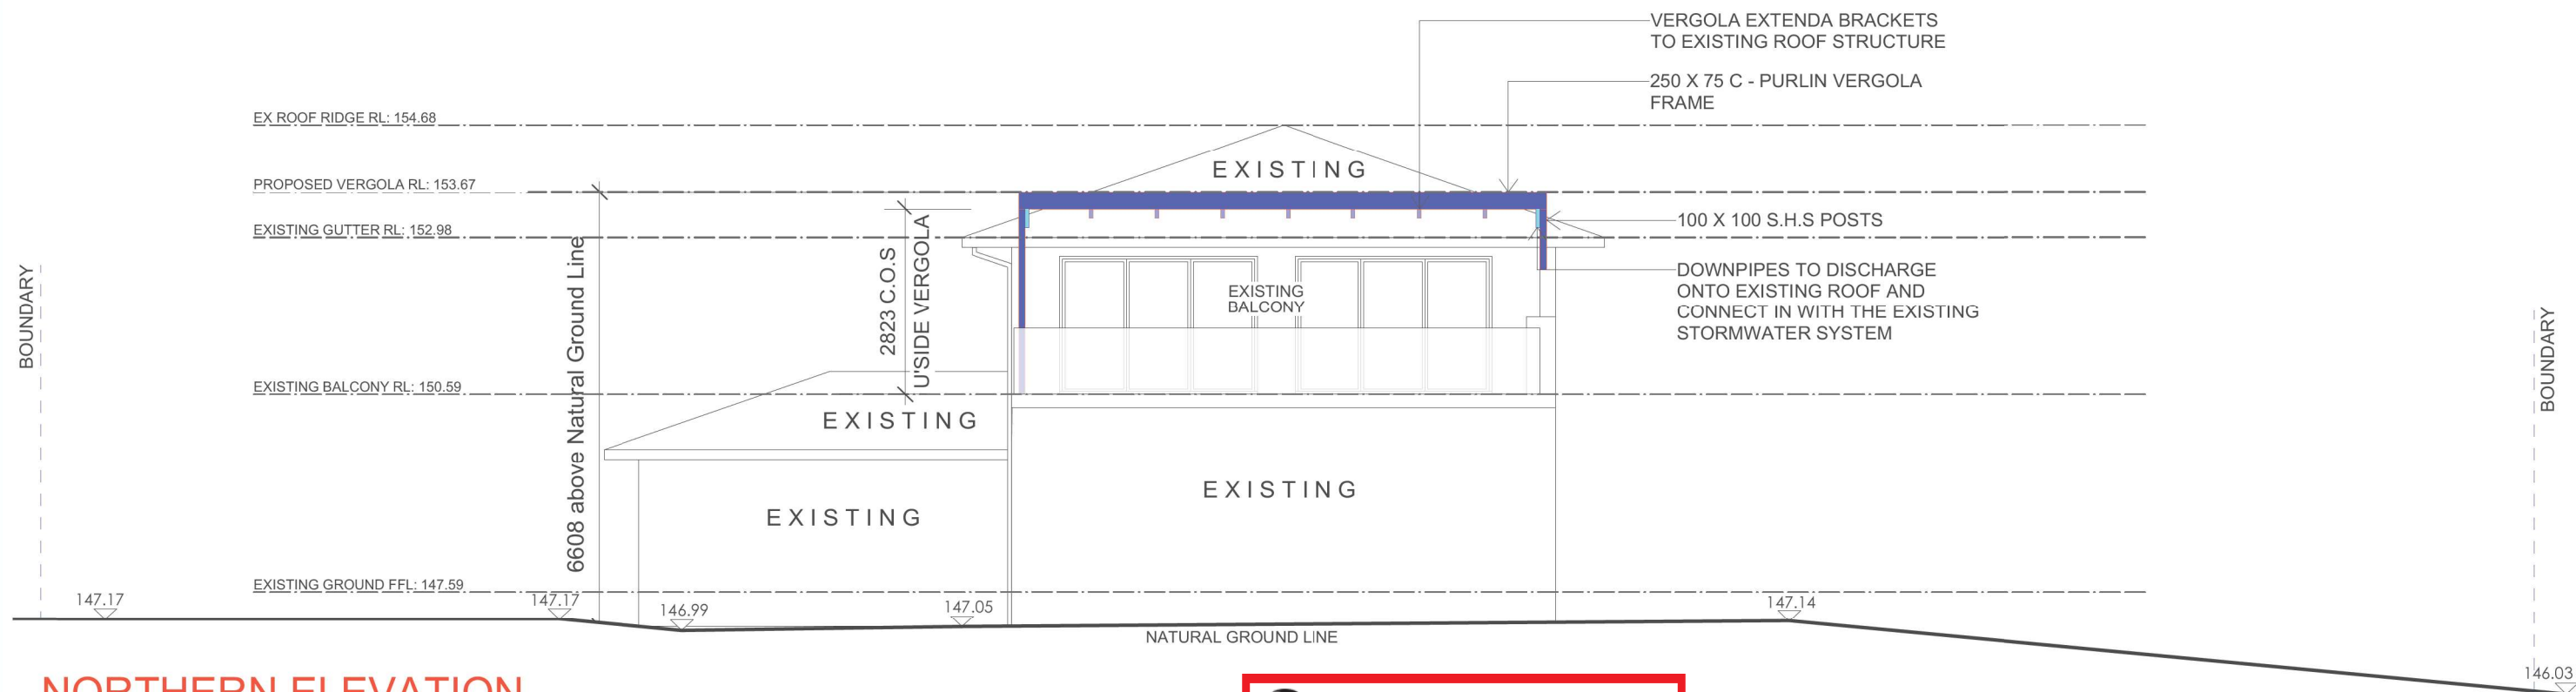 VERGOLA EXTENDA BRACKETS
TO EXISTING ROOF STRUCTURE
250 X 75 C - PURLIN VERGOLA
FRAME
EX ROOF RIDGE RL: 154.68
EXISTING
PROPOSED VERGOLA RL: 153.67
100 X 100 S.H.S POSTS
EXISTING GUTTER RL: 152.98
DOWNPIPES TO DISCHARGE
ONTO EXISTING ROOF AND
CONNECT IN WITH THE EXISTING
STORMWATER SYSTEM
BOUNDARY
6608 above Natural Ground Line
2823 C.O.S
U'SIDE VERGOLA
EXISTING
BALCONY
BOUNDARY
EXISTING BALCONY RL: 150.59
EXISTING
EXISTING
EXISTING
EXISTING GROUND FFL: 147.59
147.17
147.17
146.99
147.05
147.14
NATURAL GROUND LINE
146.03
NORTHERN ELEVATION